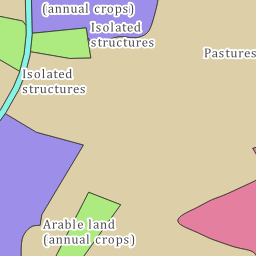 (annual crops)
Isolated
structures
Pastures
Isolated
structures
Arable land
(annual crops)